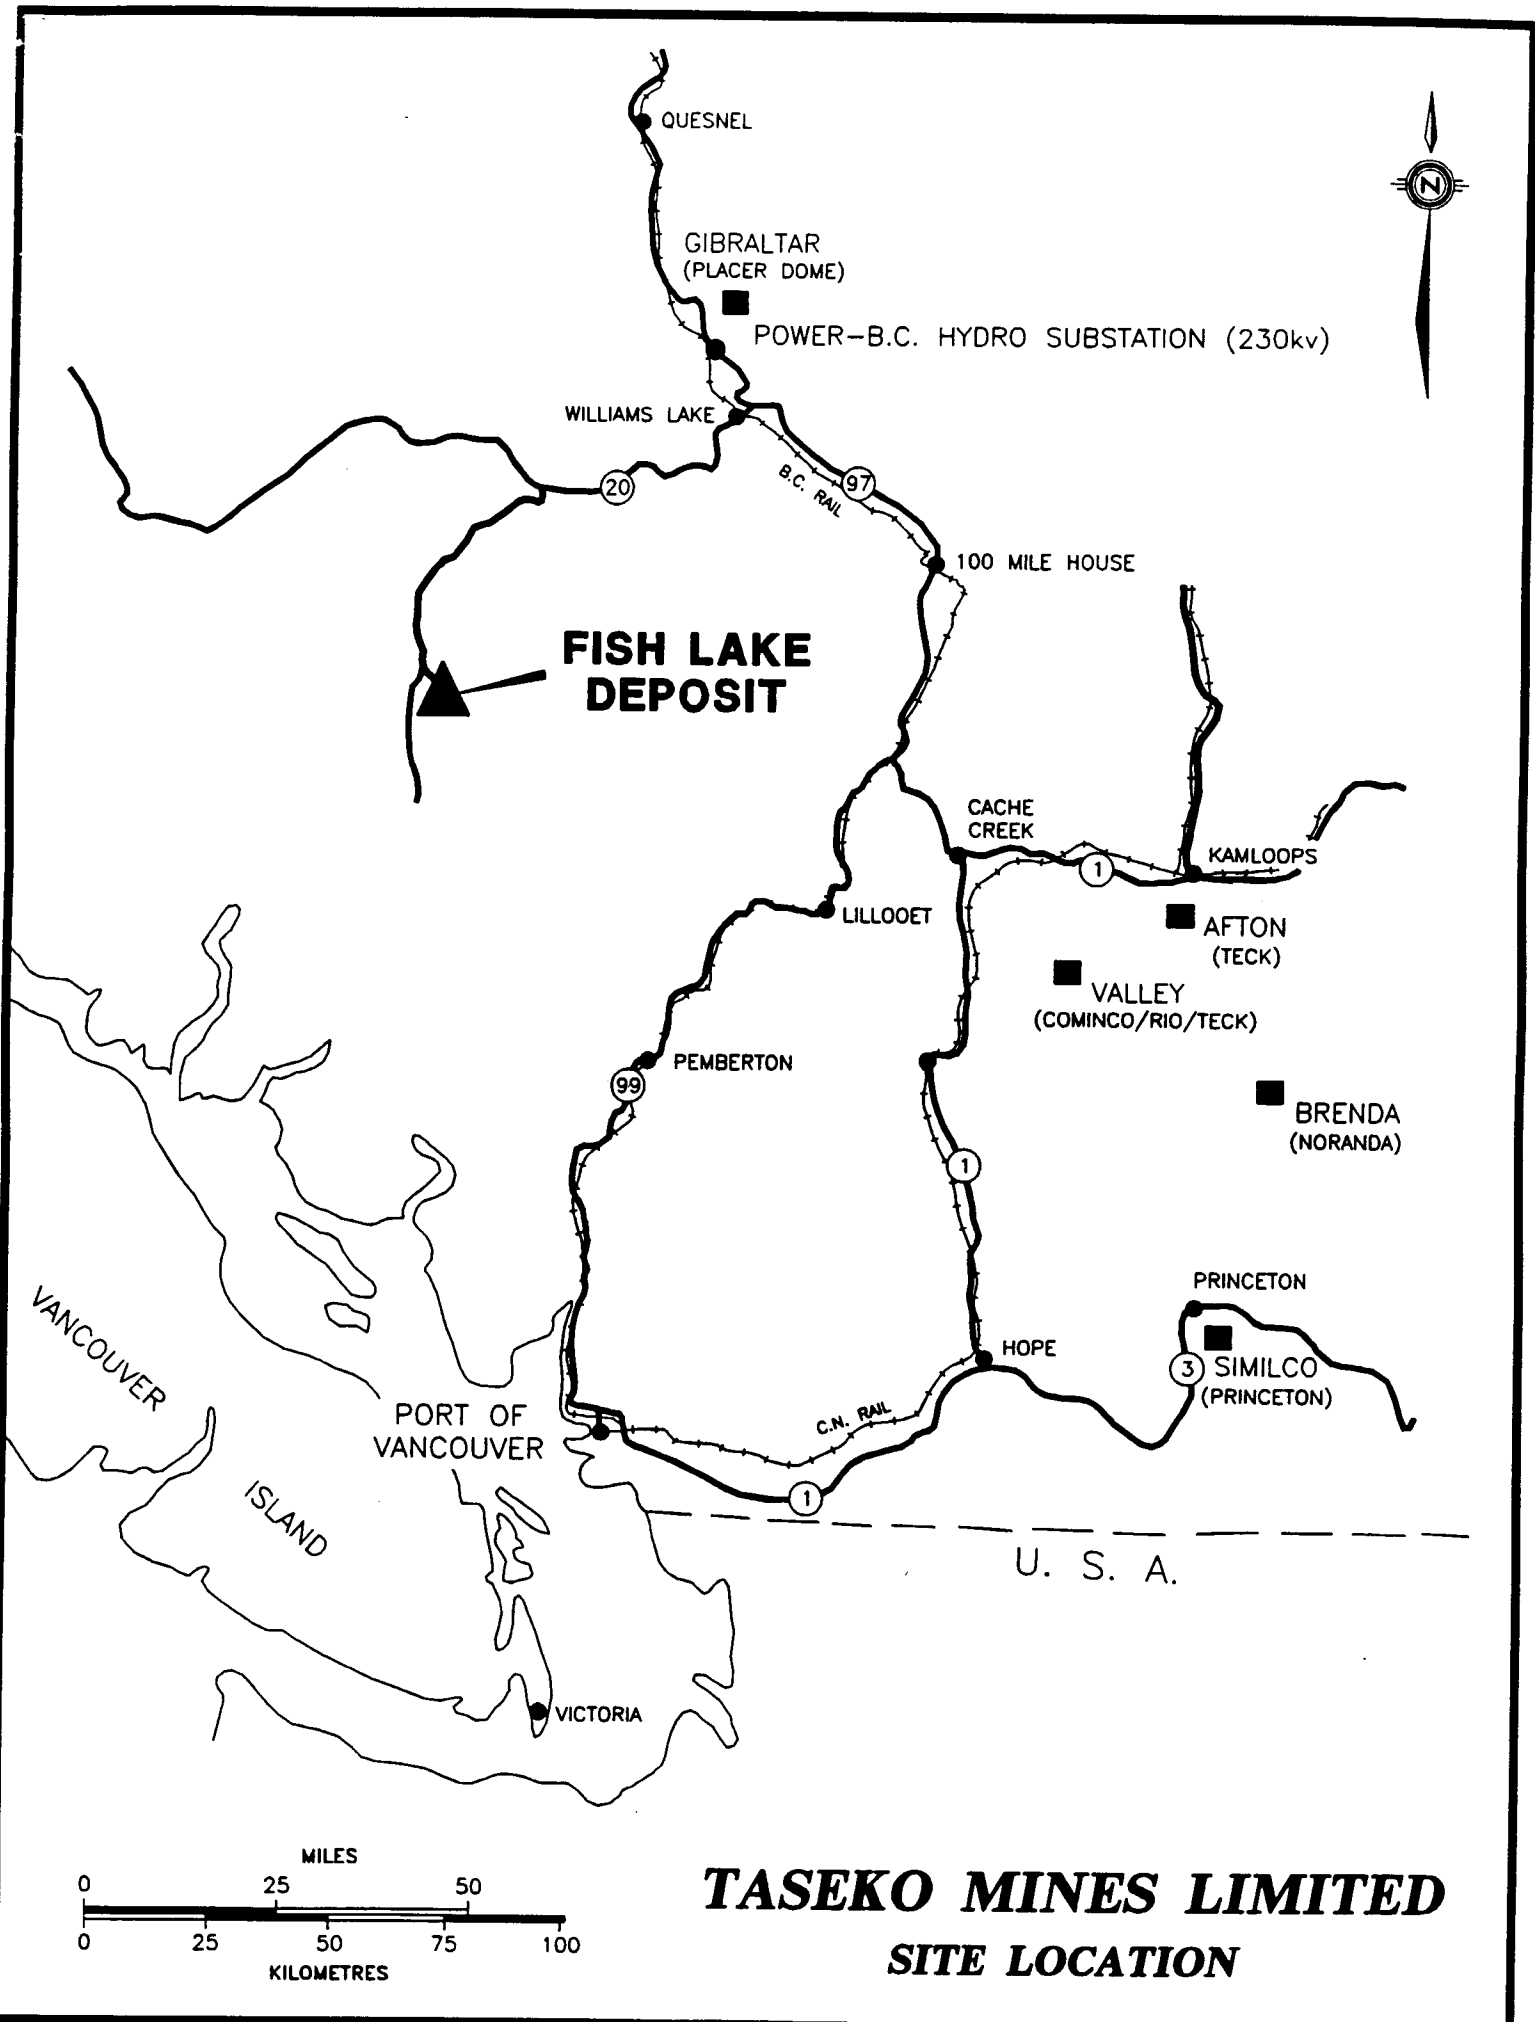 QUESNEL
N
GIBRALTAR
(PLACER DOME)
POWER-B.C. HYDRO SUBSTATION (230kv)
WILLIAMS LAKE
20
97
B.C. RAIL
100 MILE HOUSE
FISH LAKE
DEPOSIT
CACHE
CREEK
1
KAMLOOPS
LILLOOET
AFTON
(TECK)
VALLEY
(COMINCO/RIO/TECK)
PEMBERTON
99
BRENDA
(NORANDA)
1
PRINCETON
HOPE
3
SIMILCO
(PRINCETON)
VANCOUVER
ISLAND
PORT OF
VANCOUVER
C.N. RAIL
1
U. S. A.
VICTORIA
MILES
0 25 50
0 25 50 75 100
KILOMETRES
TASEKO MINES LIMITED
SITE LOCATION